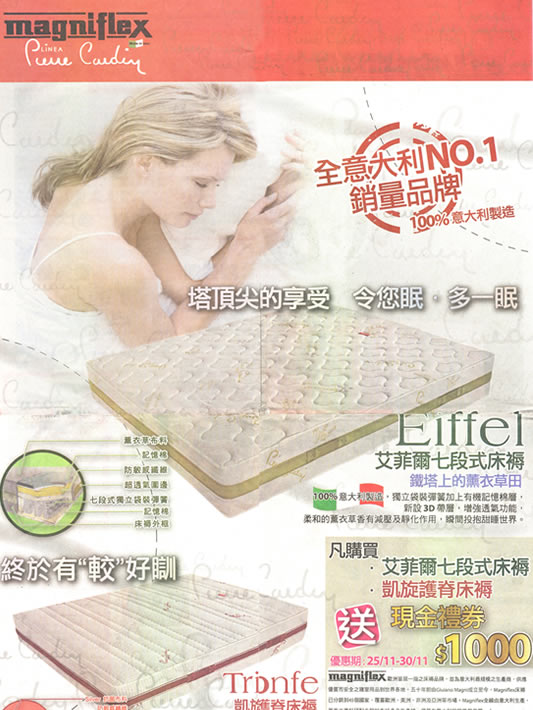 magniflex
LINEA
Pierre Cardin
全意大利NO.1
銷量品牌
100%意大利製造
塔頂尖的享受 令您眠．多一眠
Eiffel
艾菲爾七段式床褥
鐵塔上的薰衣草田
100%意大利製造，獨立袋裝彈簧加上有機記憶棉層，
新設3D帶層，增強透氣功能，
柔和的薰衣草香有減壓及靜化作用，瞬間投抱甜睡世界。
薰衣草布料
記憶棉
防敏感纖維
超透氣圍邊
七段式獨立袋裝彈簧
記憶棉
床褥外框
終於有“較”好瞓
凡購買
．艾菲爾七段式床褥
．凱旋護脊床褥
送 現金禮券
$1000
優惠期：25/11-30/11
Trionfe
凱旋護脊床褥
magniflex